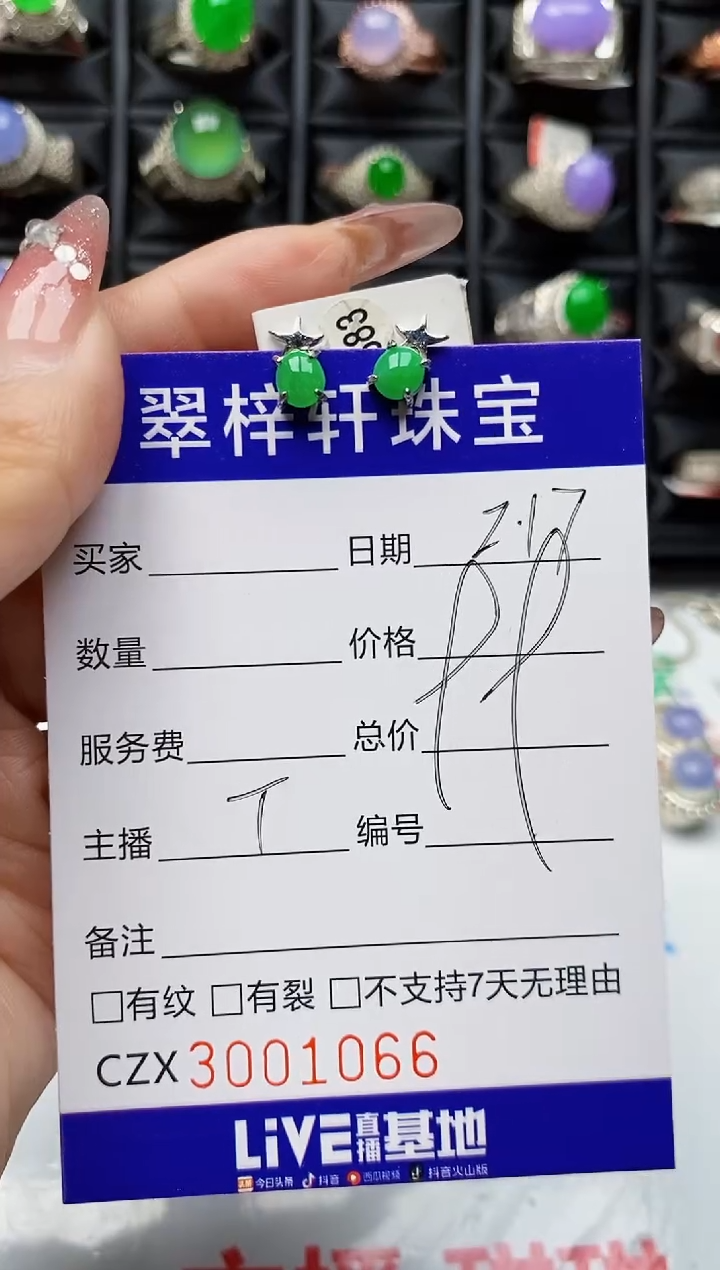 983
翠梓轩珠宝
买家 日期 2.17
数量 价格
服务费 总价
主播 T 编号
备注
□有纹 □有裂 □不支持7天无理由
CZX 3001066
LiVE直播基地
今日头条 抖音 西瓜视频 抖音火山版